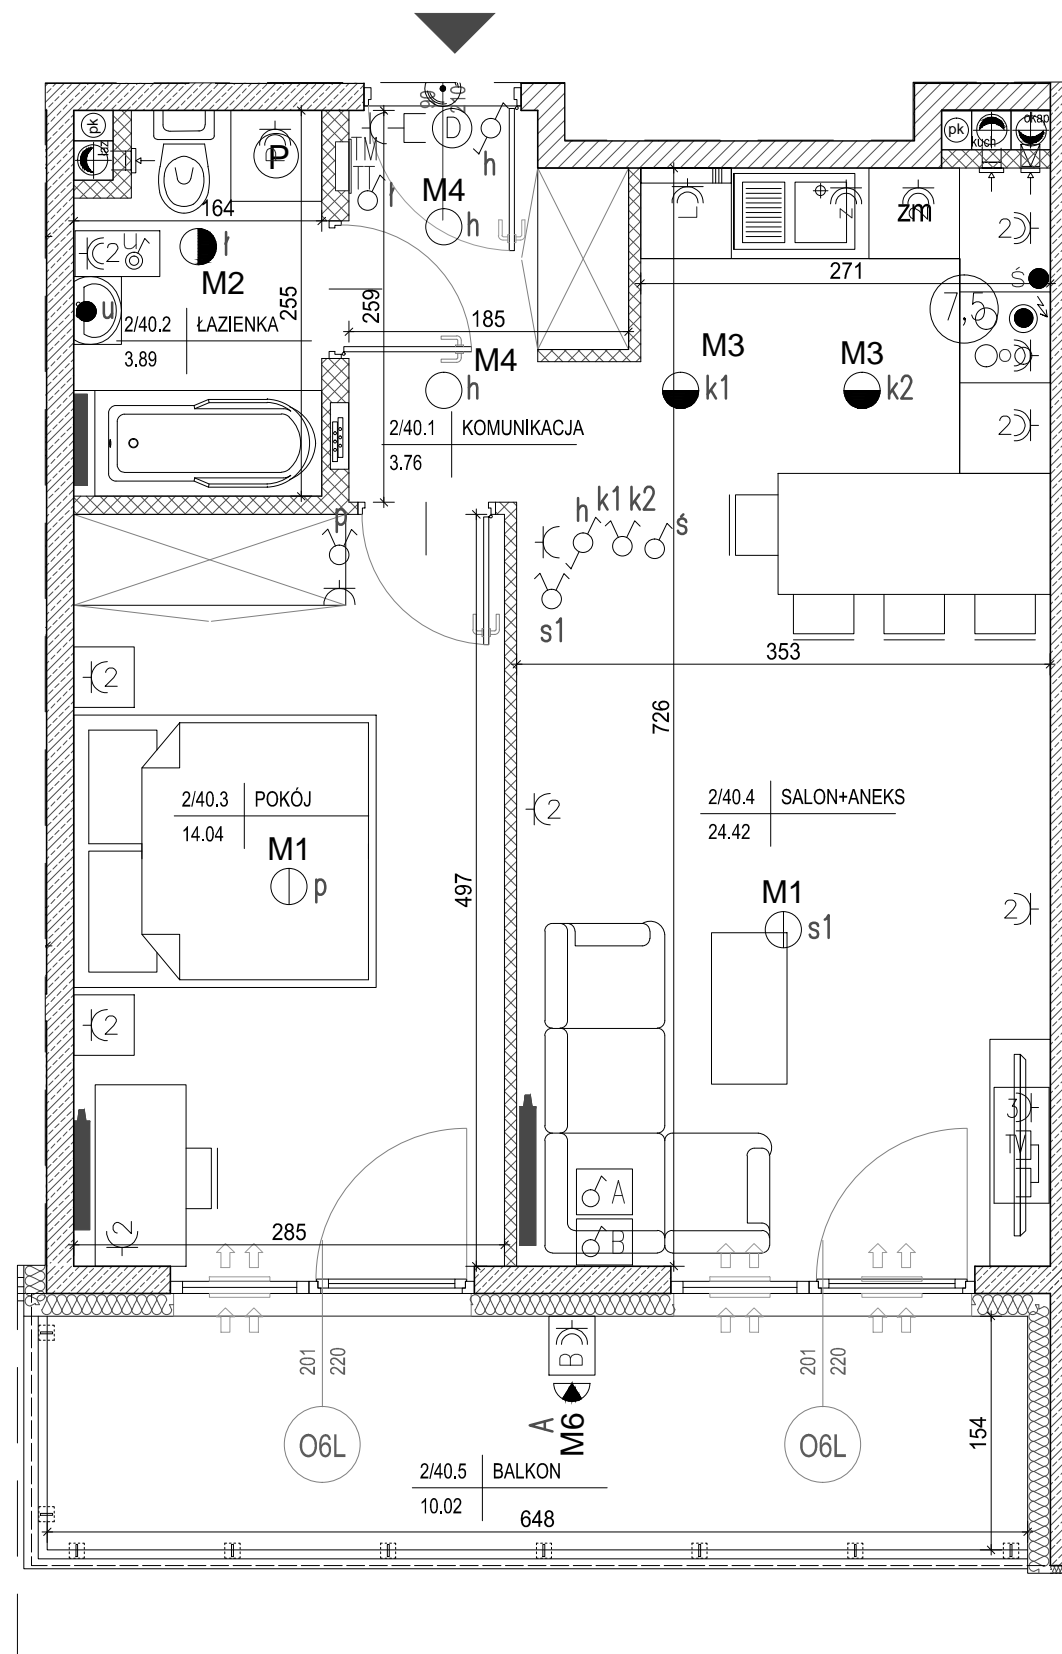 D
h
pk
łaz
P
TM
TT
ł
M4
h
pk
kuch
okap
L
Z
zm
2
164
2
u
ł
M2
255
259
271
Ś
7,5
u
2/40.2 ŁAZIENKA
3.89
185
M4
h
M3
k1
M3
k2
2
2/40.1 KOMUNIKACJA
3.76
p
h k1 k2 ś
s1
353
2
726
2/40.3 POKÓJ
14.04
2
2/40.4 SALON+ANEKS
24.42
M1
p
497
M1
s1
2
2
3
TV
A
B
2
285
201
220
B
201
220
A
M6
O6L
O6L
154
2/40.5 BALKON
10.02
648